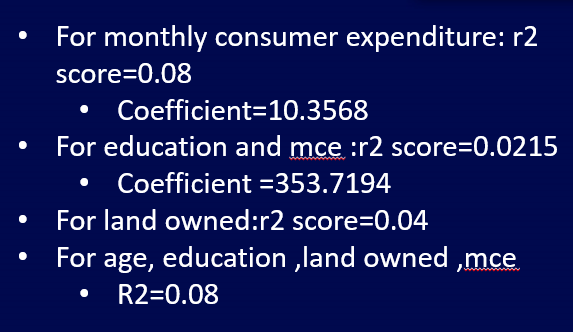 • For monthly consumer expenditure: r2
score=0.08
• Coefficient=10.3568
• For education and mce :r2 score=0.0215
• Coefficient =353.7194
• For land owned:r2 score=0.04
• For age, education ,land owned ,mce
• R2=0.08